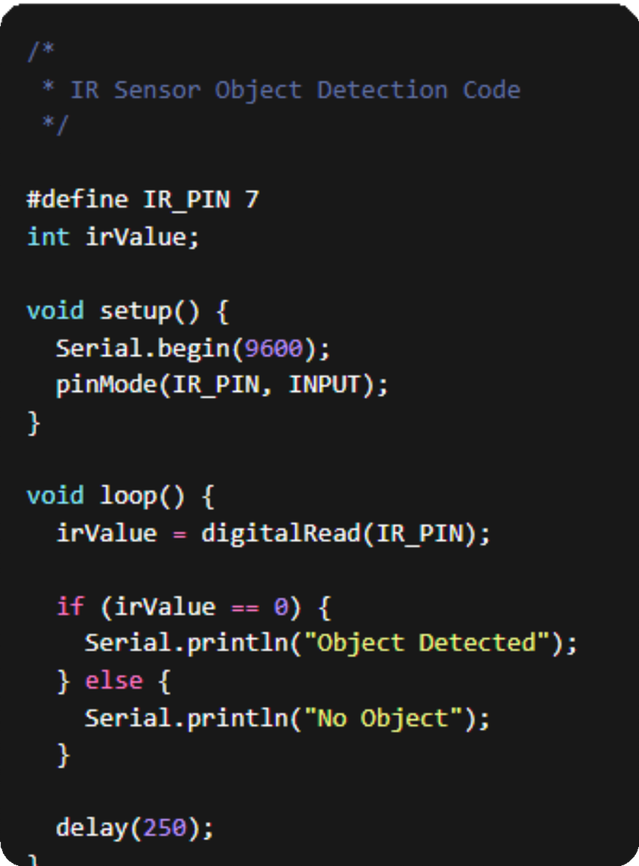 /*
 * IR Sensor Object Detection Code
 */

#define IR_PIN 7
int irValue;

void setup() {
  Serial.begin(9600);
  pinMode(IR_PIN, INPUT);
}

void loop() {
  irValue = digitalRead(IR_PIN);

  if (irValue == 0) {
    Serial.println("Object Detected");
  } else {
    Serial.println("No Object");
  }

  delay(250);
}